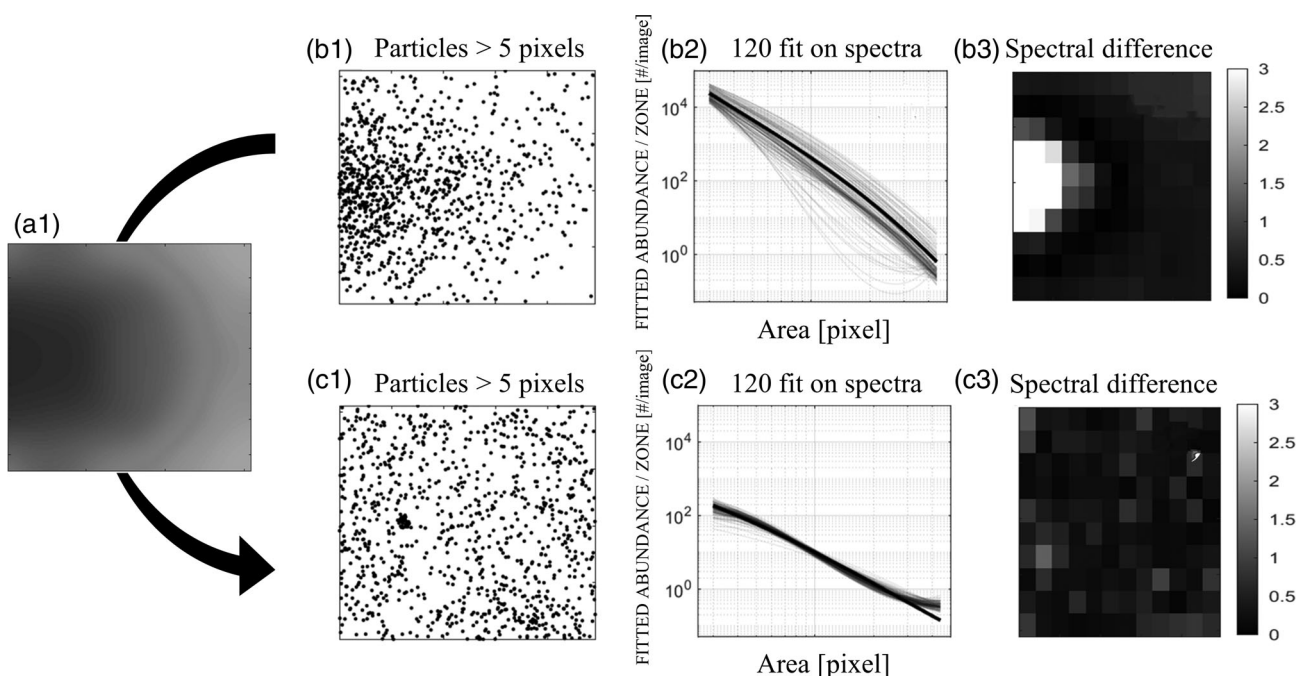 (a1)
(b1) Particles > 5 pixels
(b2) 120 fit on spectra
FITTED ABUNDANCE / ZONE [#/image]
10^4
10^2
10^0
Area [pixel]
(b3) Spectral difference
3
2.5
2
1.5
1
0.5
0
(c1) Particles > 5 pixels
(c2) 120 fit on spectra
FITTED ABUNDANCE / ZONE [#/image]
10^4
10^2
10^0
Area [pixel]
(c3) Spectral difference
3
2.5
2
1.5
1
0.5
0